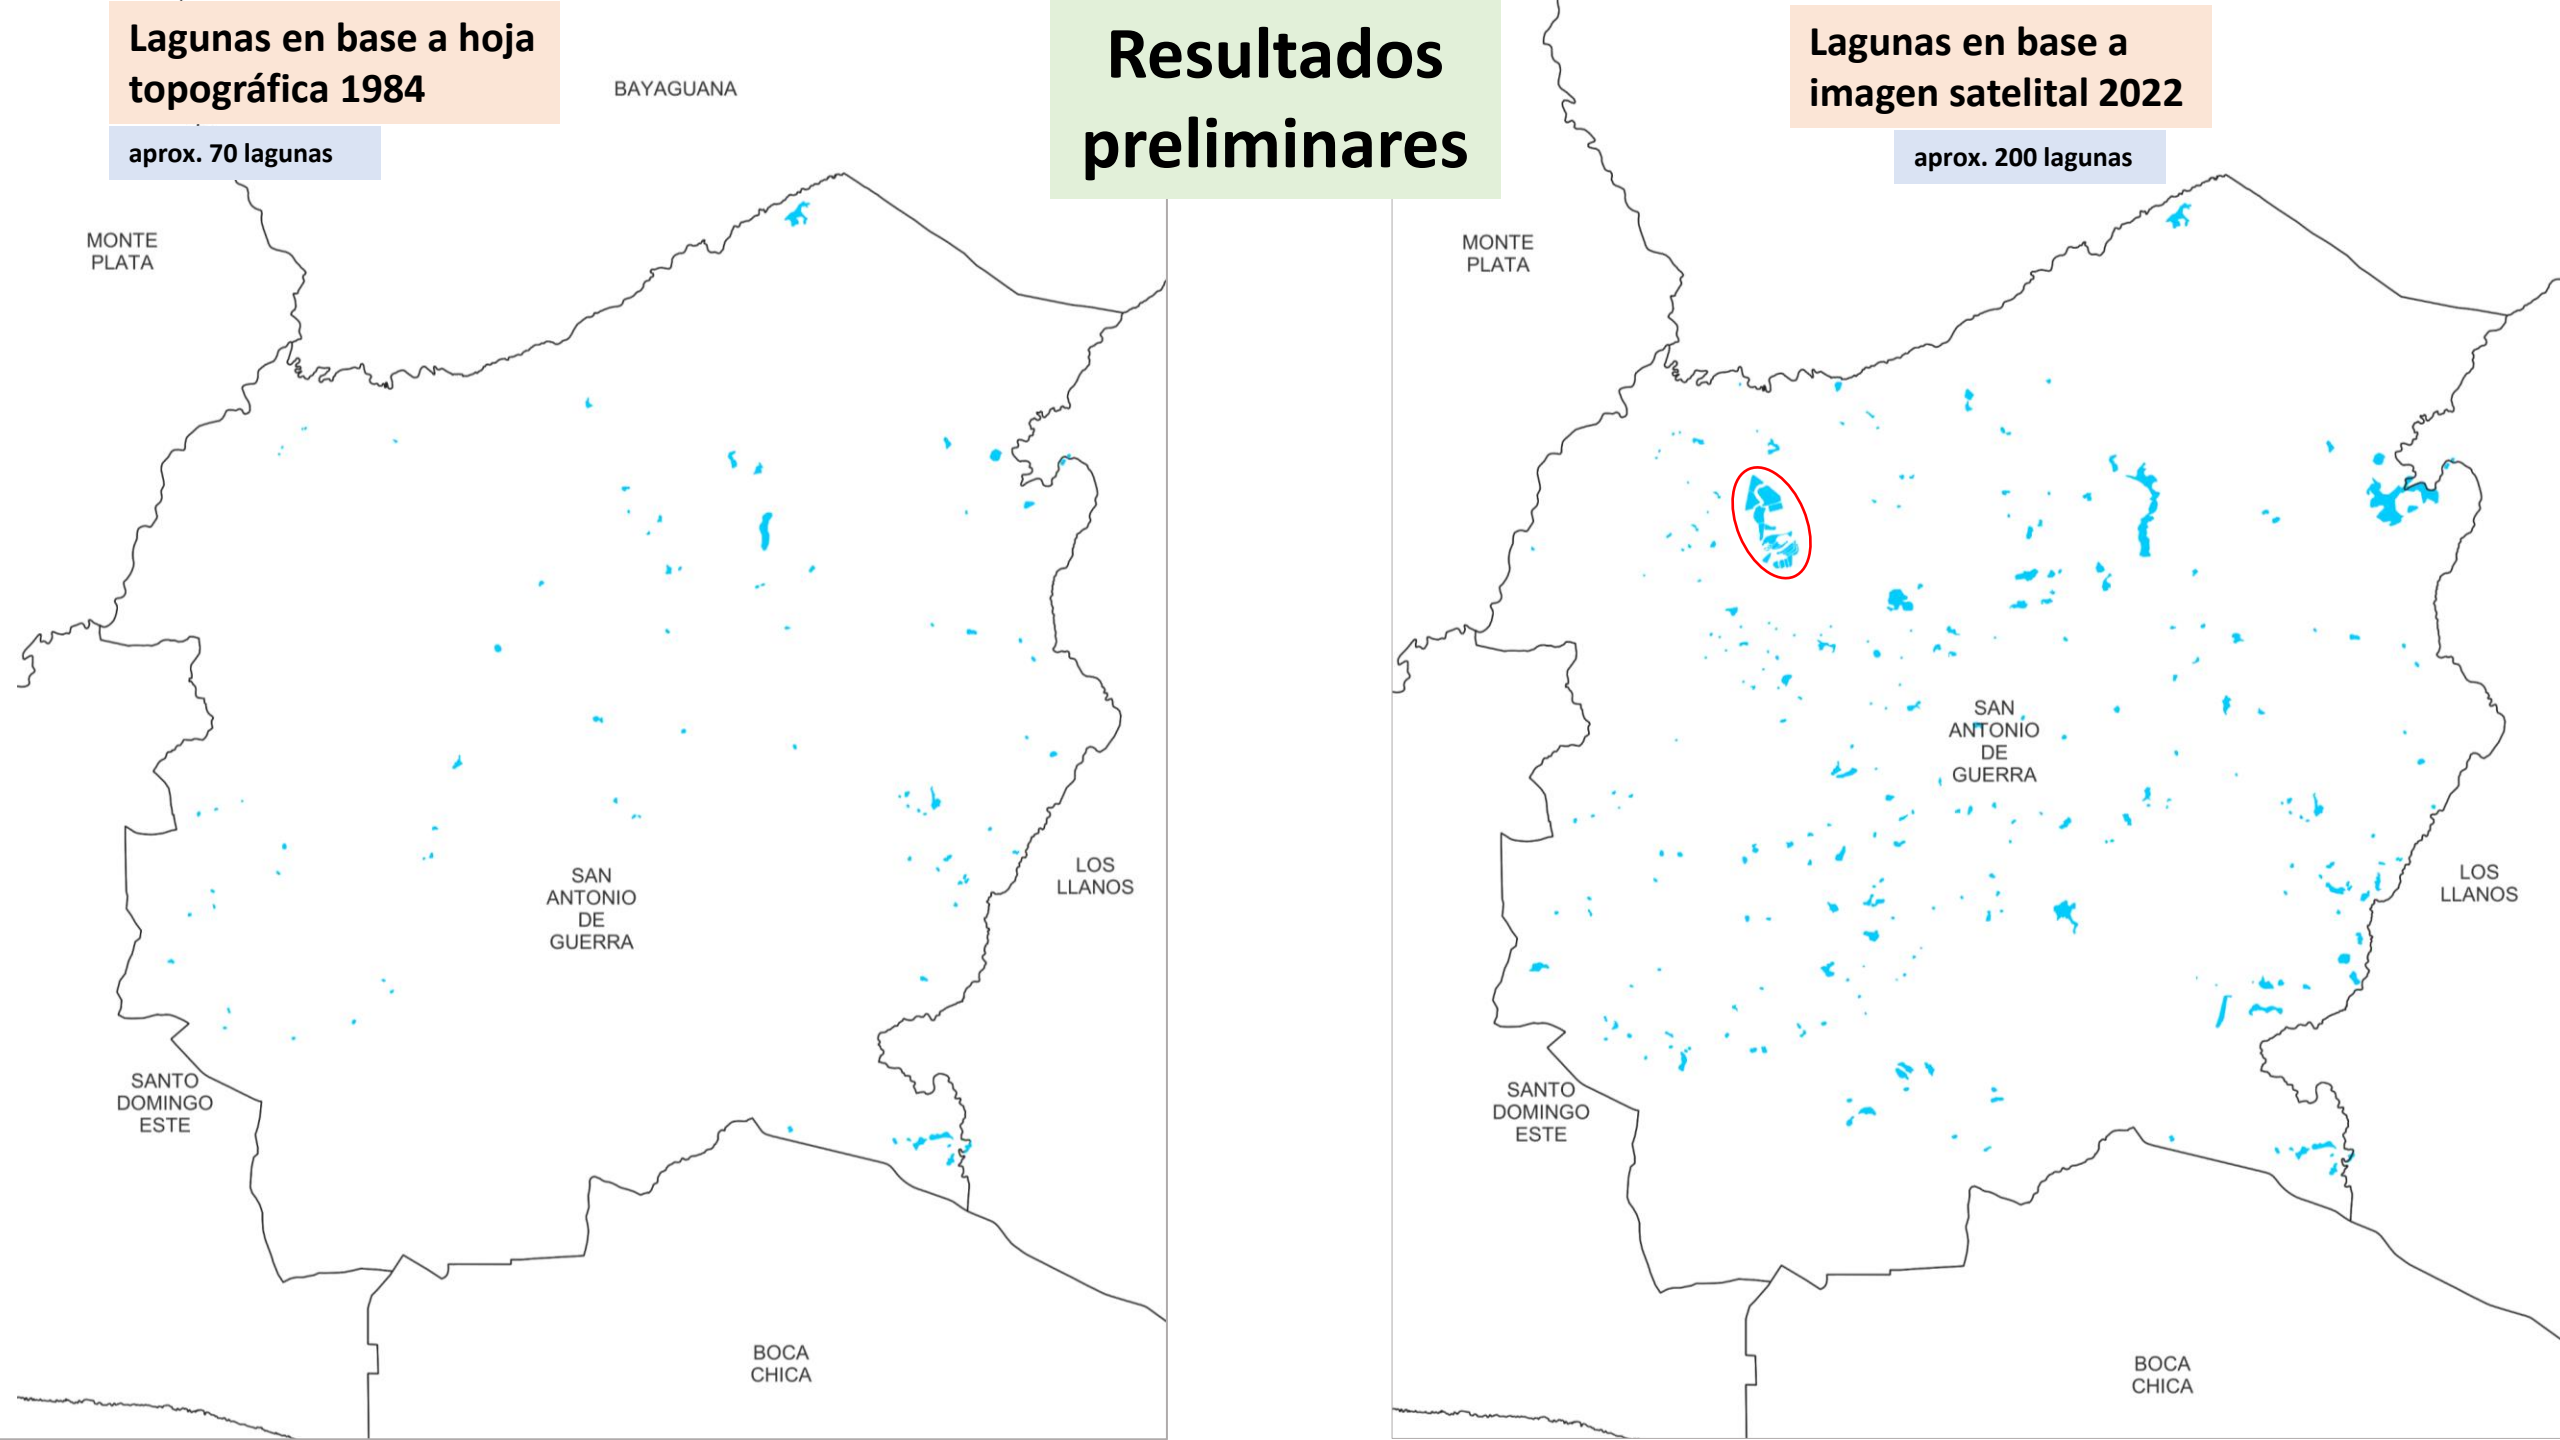 Lagunas en base a hoja
topográfica 1984
aprox. 70 lagunas
BAYAGUANA
MONTE
PLATA
SAN
ANTONIO
DE
GUERRA
LOS
LLANOS
SANTO
DOMINGO
ESTE
BOCA
CHICA
Resultados
preliminares
Lagunas en base a
imagen satelital 2022
aprox. 200 lagunas
MONTE
PLATA
SAN
ANTONIO
DE
GUERRA
LOS
LLANOS
SANTO
DOMINGO
ESTE
BOCA
CHICA